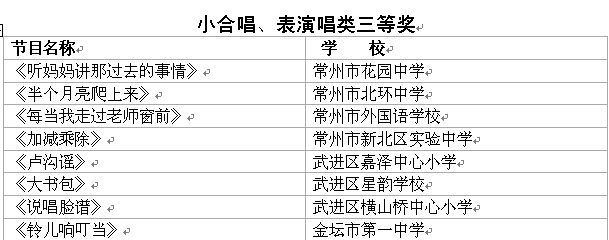 小合唱、表演唱类三等奖
节目名称 学 校
《听妈妈讲那过去的事情》 常州市花园中学
《半个月亮爬上来》 常州市北环中学
《每当我走过老师窗前》 常州市外国语学校
《加减乘除》 常州市新北区实验中学
《卢沟谣》 武进区嘉泽中心小学
《大书包》 武进区星韵学校
《说唱脸谱》 武进区横山桥中心小学
《铃儿响叮当》 金坛市第一中学